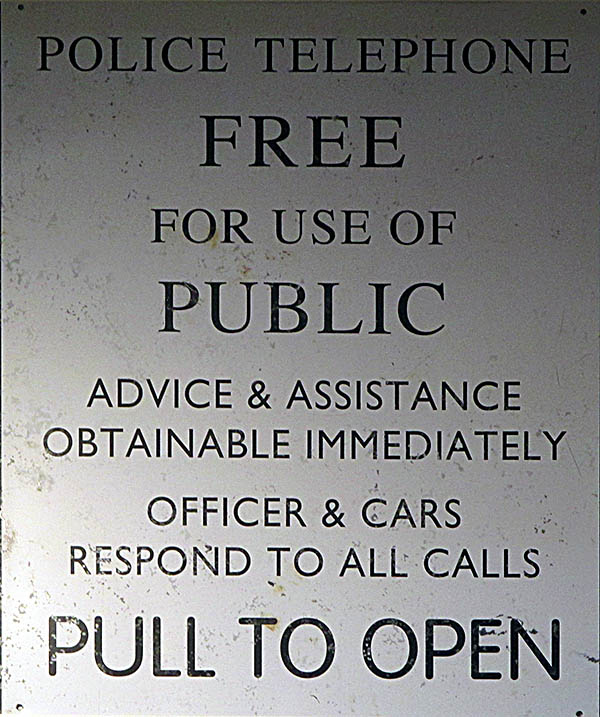 POLICE TELEPHONE
FREE
FOR USE OF
PUBLIC
ADVICE & ASSISTANCE
OBTAINABLE IMMEDIATELY
OFFICER & CARS
RESPOND TO ALL CALLS
PULL TO OPEN